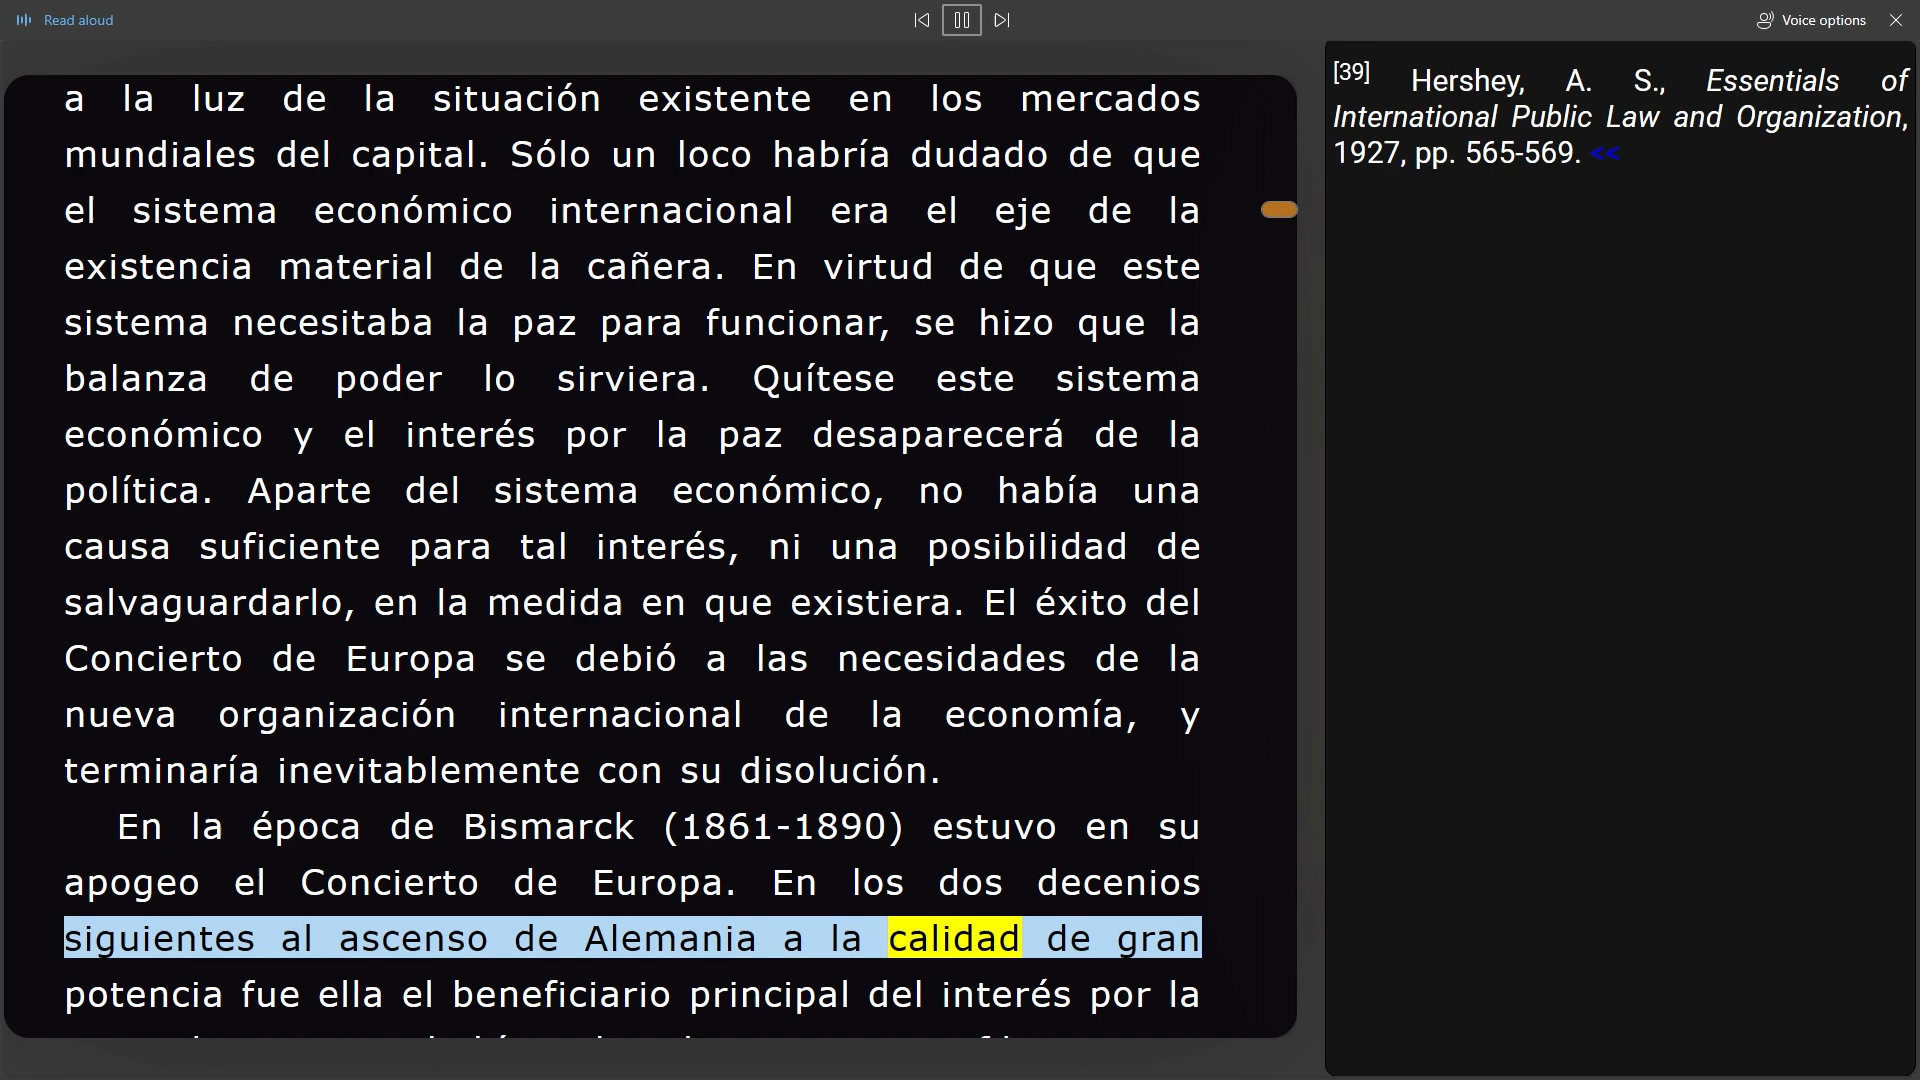 Read aloud
Voice options
a la luz de la situación existente en los mercados
mundiales del capital. Sólo un loco habría dudado de que
el sistema económico internacional era el eje de la
existencia material de la cañera. En virtud de que este
sistema necesitaba la paz para funcionar, se hizo que la
balanza de poder lo sirviera. Quítese este sistema
económico y el interés por la paz desaparecerá de la
política. Aparte del sistema económico, no había una
causa suficiente para tal interés, ni una posibilidad de
salvaguardarlo, en la medida en que existiera. El éxito del
Concierto de Europa se debió a las necesidades de la
nueva organización internacional de la economía, y
terminaría inevitablemente con su disolución.
En la época de Bismarck (1861-1890) estuvo en su
apogeo el Concierto de Europa. En los dos decenios
siguientes al ascenso de Alemania a la calidad de gran
potencia fue ella el beneficiario principal del interés por la
[39] Hershey, A. S., Essentials of
International Public Law and Organization,
1927, pp. 565-569. <<